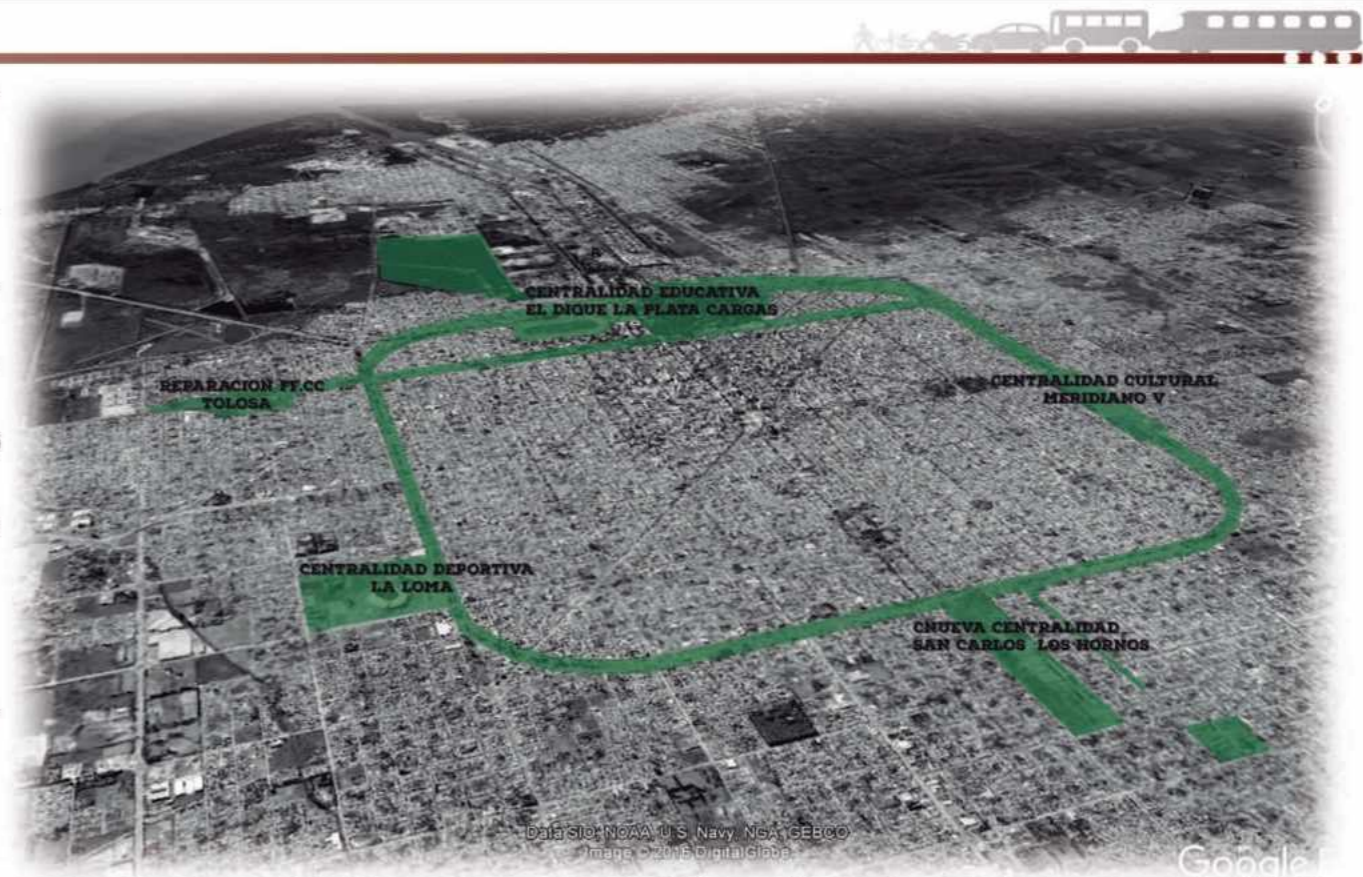 CENTRALIDAD EDUCATIVA
EL DIQUE LA PLATA CARGAS
REPARACION FF.CC
TOLOSA
CENTRALIDAD CULTURAL
MERIDIANO V
CENTRALIDAD DEPORTIVA
LA LOMA
CNUEVA CENTRALIDAD
SAN CARLOS LOS HORNOS
Data SIO, NOAA, U.S. Navy, NGA, GEBCO
Image © 2016 DigitalGlobe
Google